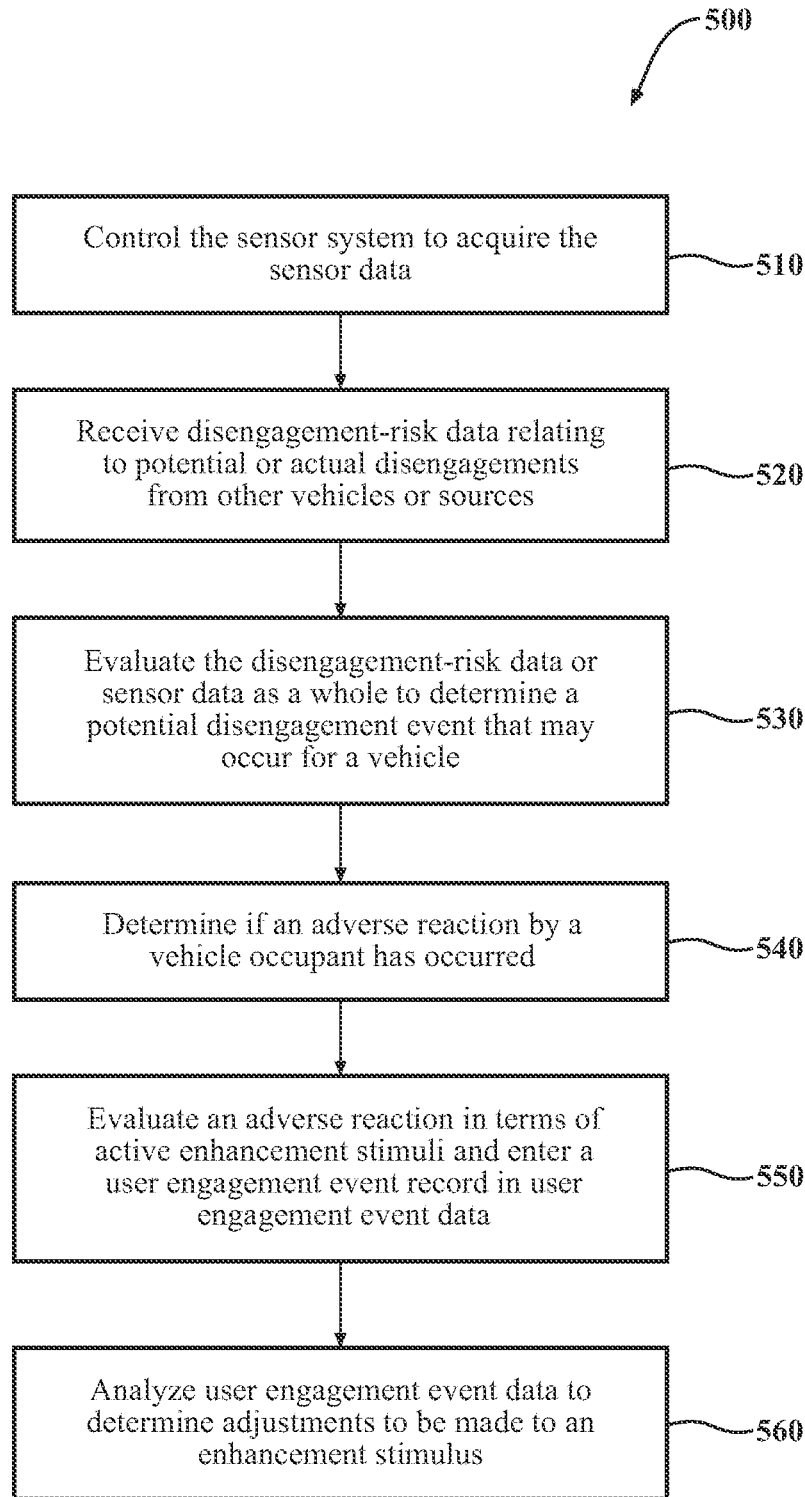 500
Control the sensor system to acquire the
sensor data
510
Receive disengagement-risk data relating
to potential or actual disengagements
from other vehicles or sources
520
Evaluate the disengagement-risk data or
sensor data as a whole to determine a
potential disengagement event that may
occur for a vehicle
530
Determine if an adverse reaction by a
vehicle occupant has occurred
540
Evaluate an adverse reaction in terms of
active enhancement stimuli and enter a
user engagement event record in user
engagement event data
550
Analyze user engagement event data to
determine adjustments to be made to an
enhancement stimulus
560